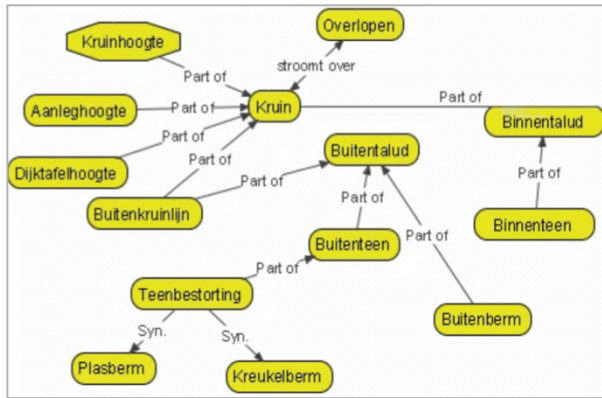 Overlopen
Kruinhoogte
stroomt over
Part of
Aanleghoogte
Part of
Kruin
Part of
Binnentalud
Part of
Dijktafelhoogte
Part of
Buitentalud
Part of
Part of
Buitenkruinlijn
Part of
Binnenteen
Buitenteen
Part of
Part of
Teenbestorting
Buitenberm
Syn.
Syn.
Plasberm
Kreukelberm